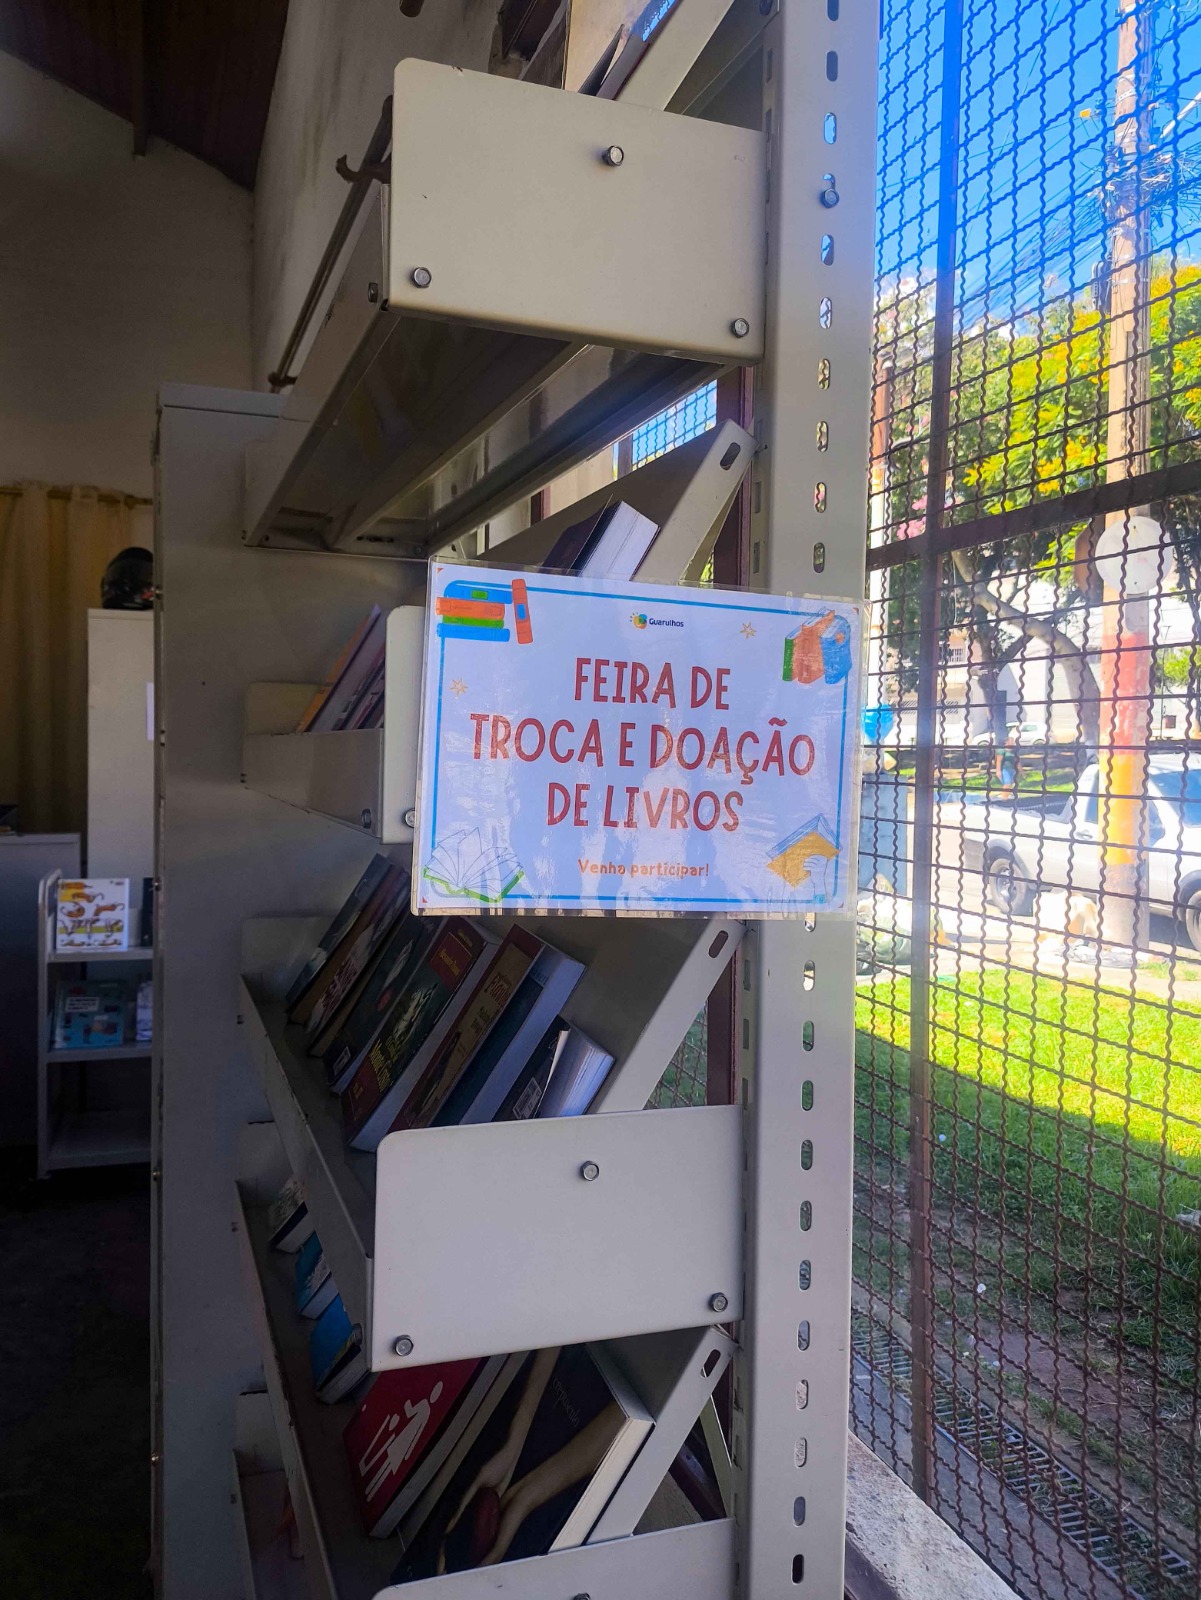 Guarulhos
FEIRA DE
TROCA E DOAÇÃO
DE LIVROS
Venha participar!